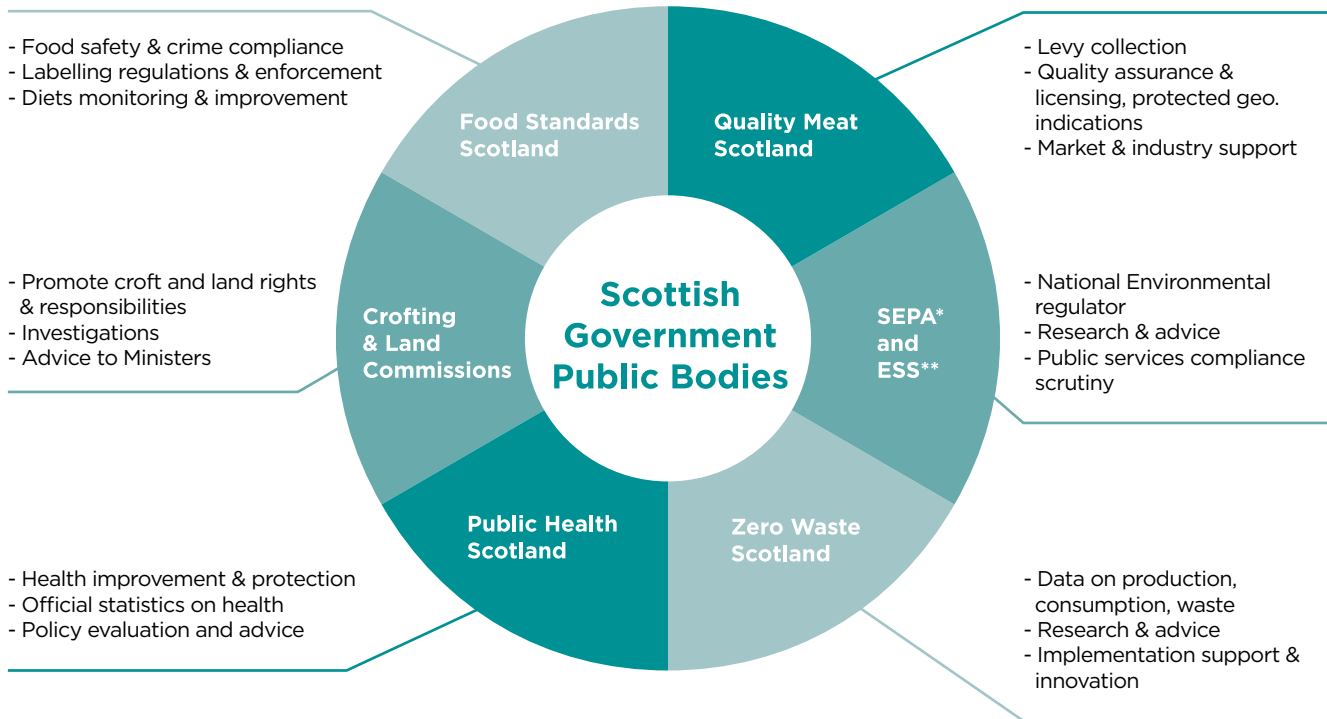 - Food safety & crime compliance
- Labelling regulations & enforcement
- Diets monitoring & improvement
Food Standards
Scotland
Quality Meat
Scotland
- Levy collection
- Quality assurance &
licensing, protected geo.
indications
- Market & industry support
- Promote croft and land rights
& responsibilities
- Investigations
- Advice to Ministers
Crofting
& Land
Commissions
Scottish
Government
Public Bodies
SEPA*
and
ESS**
- National Environmental
regulator
- Research & advice
- Public services compliance
scrutiny
- Health improvement & protection
- Official statistics on health
- Policy evaluation and advice
Public Health
Scotland
Zero Waste
Scotland
- Data on production,
consumption, waste
- Research & advice
- Implementation support &
innovation